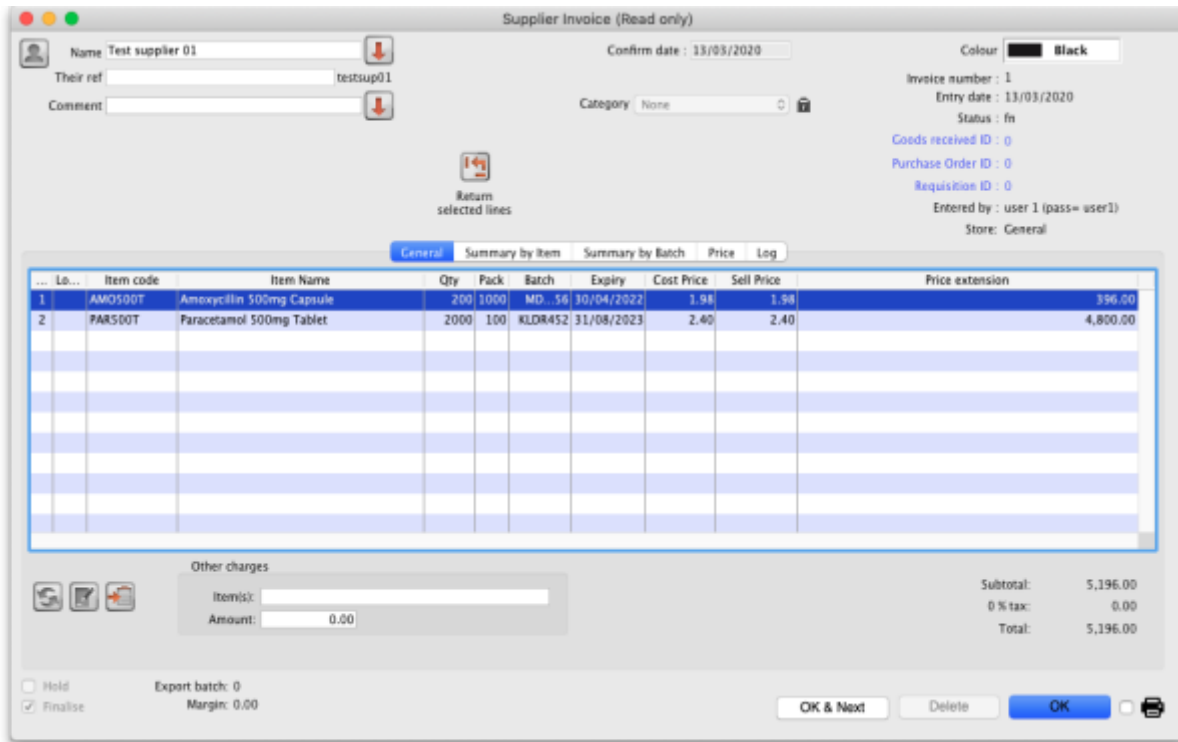 Supplier Invoice (Read only)
Name Test supplier 01 Confirm date : 13/03/2020 Colour Black
Their ref testsup01 Invoice number : 1
Comment Category None Entry date : 13/03/2020
Status : fn
Goods received ID : 0
Purchase Order ID : 0
Requisition ID : 0
Entered by : user 1 (pass= user1)
Store: General
Return
selected lines
General Summary by Item Summary by Batch Price Log
... Lo... Item code Item Name Qty Pack Batch Expiry Cost Price Sell Price Price extension
1 AMO500T Amoxycillin 500mg Capsule 200 1000 MD...56 30/04/2022 1.98 1.98 396.00
2 PAR500T Paracetamol 500mg Tablet 2000 100 KLDR452 31/08/2023 2.40 2.40 4,800.00
Other charges
Item(s):
Amount: 0.00
Subtotal: 5,196.00
0 % tax: 0.00
Total: 5,196.00
Hold Export batch: 0
Finalise Margin: 0.00
OK & Next Delete OK